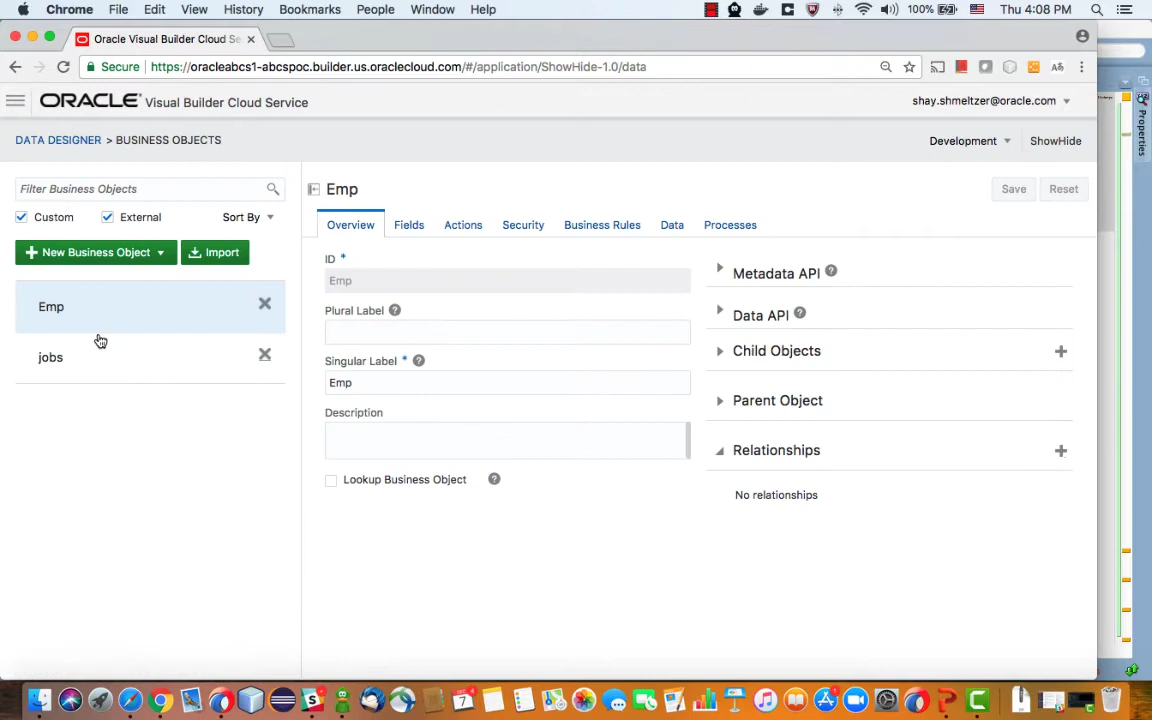 Chrome File Edit View History Bookmarks People Window Help 100% Thu 4:08 PM
Oracle Visual Builder Cloud Se
Secure https://oracleabcs1-abcspoc.builder.us.oraclecloud.com/#/application/ShowHide-1.0/data
ORACLE Visual Builder Cloud Service shay.shmeltzer@oracle.com
DATA DESIGNER > BUSINESS OBJECTS Development ShowHide
Properties
Filter Business Objects
Custom External Sort By
New Business Object Import
Emp
jobs
Emp Save Reset
Overview Fields Actions Security Business Rules Data Processes
ID *
Emp
Plural Label ?
Singular Label * ?
Emp
Description
Lookup Business Object ?
Metadata API ?
Data API ?
Child Objects
Parent Object
Relationships
No relationships
7